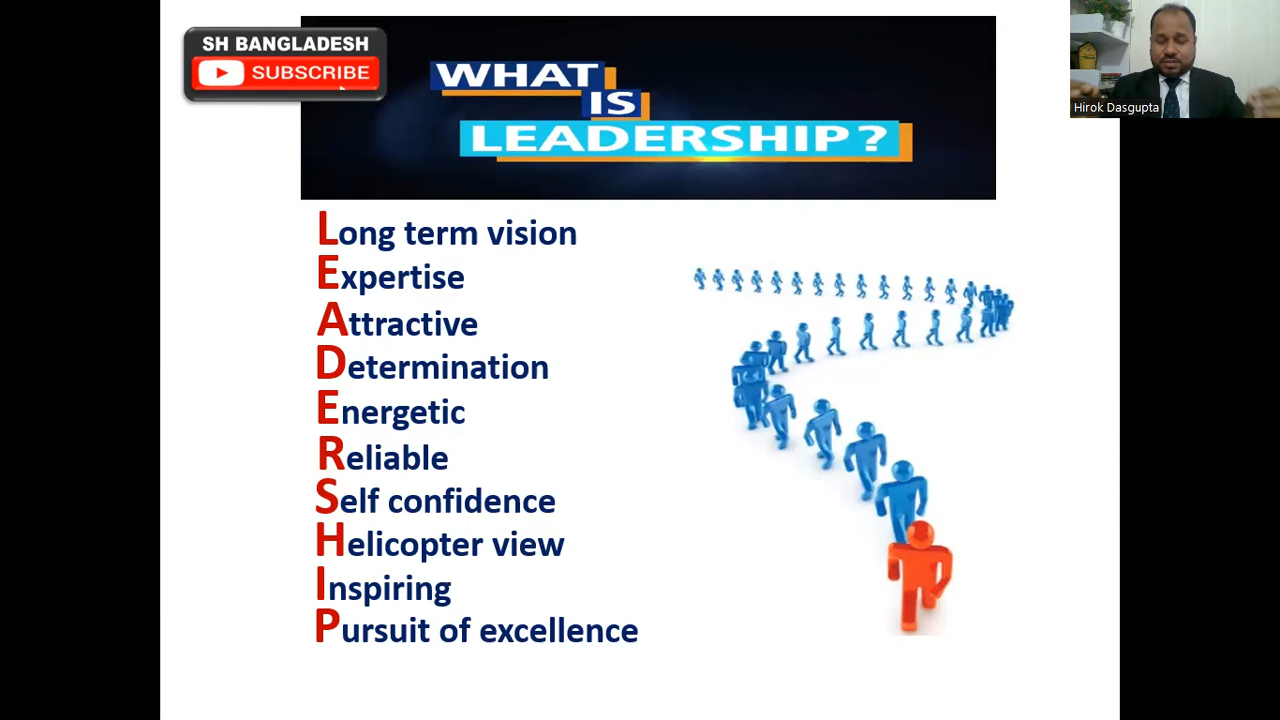 SH BANGLADESH
SUBSCRIBE
WHAT
IS
LEADERSHIP?
Hirok Dasgupta
Long term vision
Expertise
Attractive
Determination
Energetic
Reliable
Self confidence
Helicopter view
Inspiring
Pursuit of excellence